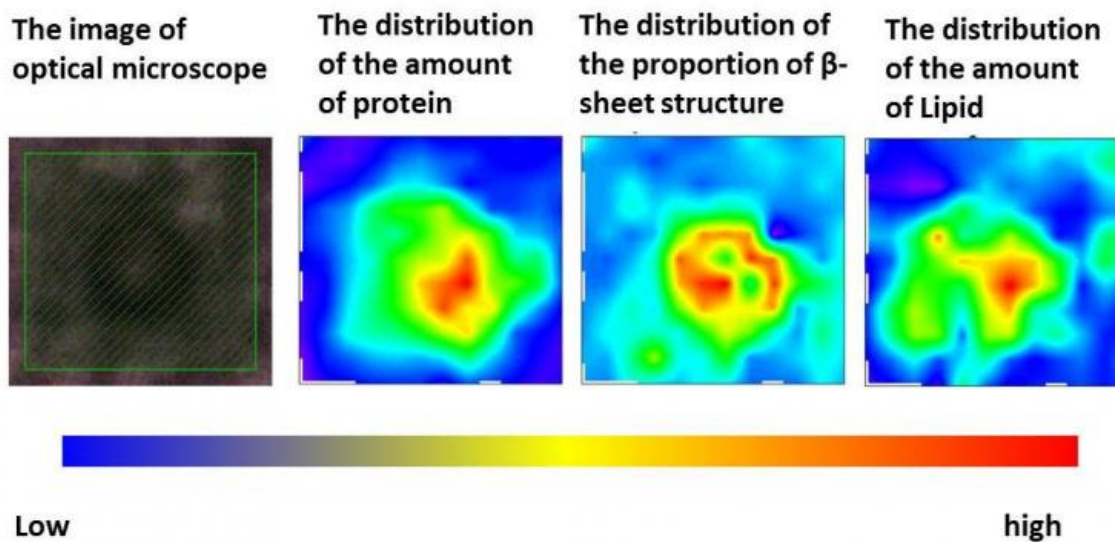 The image of
optical microscope
The distribution
of the amount
of protein
The distribution of
the proportion of β-
sheet structure
The distribution
of the amount
of Lipid
Low
high